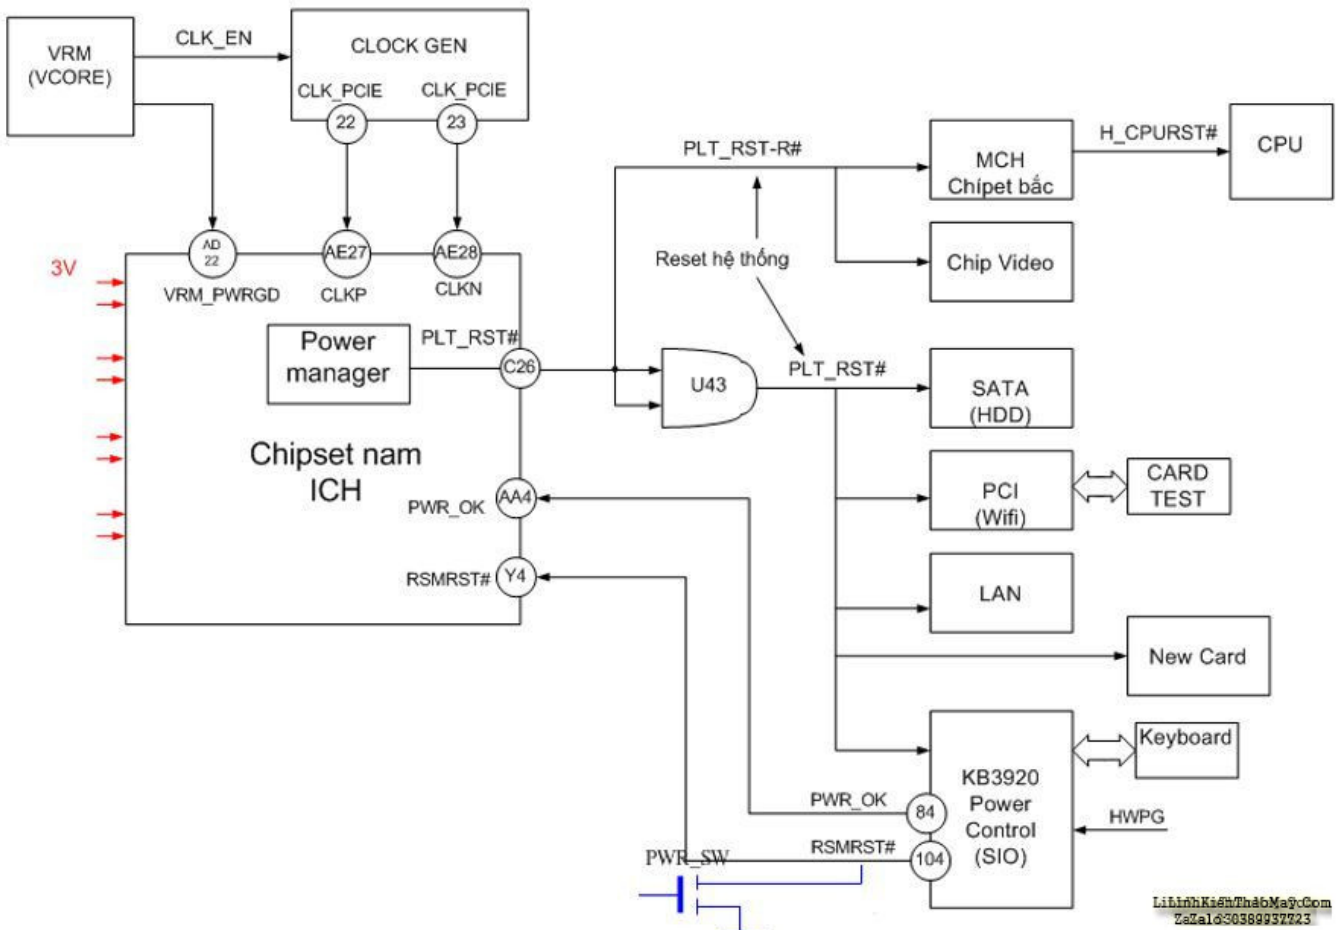 VRM
(VCORE)
CLK_EN
CLOCK GEN
CLK_PCIE
CLK_PCIE
22
23
PLT_RST-R#
MCH
Chípet bắc
H_CPURST#
CPU
3V
AD
22
AE27
AE28
VRM_PWRGD
CLKP
CLKN
Reset hệ thống
Chip Video
Power
manager
PLT_RST#
C26
U43
PLT_RST#
SATA
(HDD)
Chipset nam
ICH
PWR_OK
AA4
PCI
(Wifi)
CARD
TEST
RSMRST#
Y4
LAN
New Card
KB3920
Power
Control
(SIO)
Keyboard
PWR_OK
84
HWPG
RSMRST#
104
PWR_SW